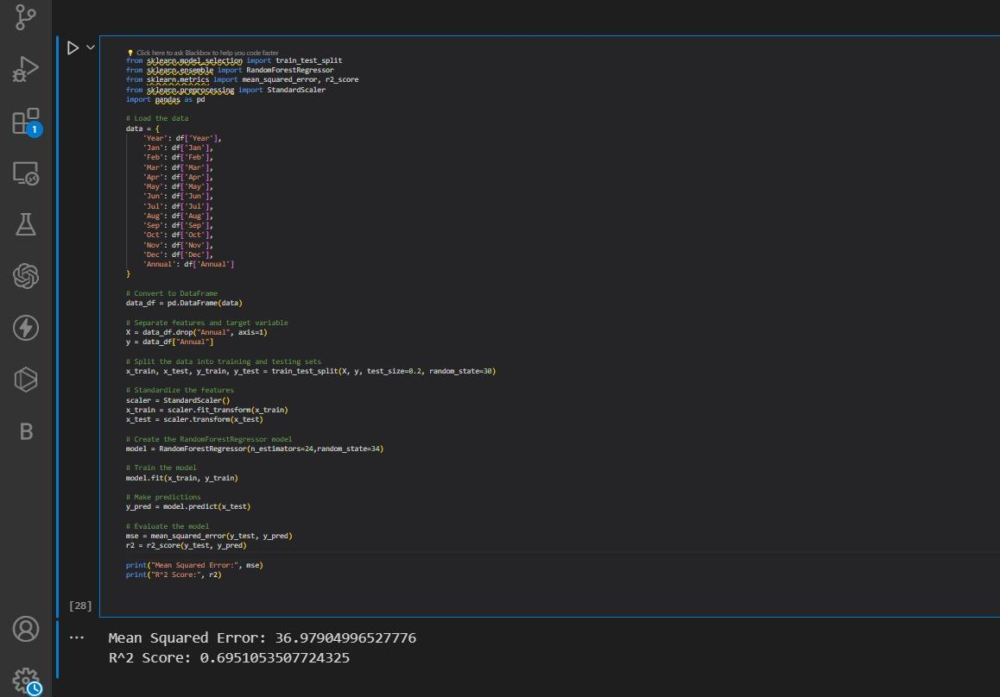 Click here to ask Blackbox to help you code faster
from sklearn.model_selection import train_test_split
from sklearn.ensemble import RandomForestRegressor
from sklearn.metrics import mean_squared_error, r2_score
from sklearn.preprocessing import StandardScaler
import pandas as pd
# Load the data
data = {
'Year': df['Year'],
'Jan': df['Jan'],
'Feb': df['Feb'],
'Mar': df['Mar'],
'Apr': df['Apr'],
'May': df['May'],
'Jun': df['Jun'],
'Jul': df['Jul'],
'Aug': df['Aug'],
'Sep': df['Sep'],
'Oct': df['Oct'],
'Nov': df['Nov'],
'Dec': df['Dec'],
'Annual': df['Annual']
}
# Convert to DataFrame
data_df = pd.DataFrame(data)
# Separate features and target variable
X = data_df.drop("Annual", axis=1)
y = data_df["Annual"]
# Split the data into training and testing sets
x_train, x_test, y_train, y_test = train_test_split(X, y, test_size=0.2, random_state=30)
# Standardize the features
scaler = StandardScaler()
x_train = scaler.fit_transform(x_train)
x_test = scaler.transform(x_test)
# Create the RandomForestRegressor model
model = RandomForestRegressor(n_estimators=24,random_state=34)
# Train the model
model.fit(x_train, y_train)
# Make predictions
y_pred = model.predict(x_test)
# Evaluate the model
mse = mean_squared_error(y_test, y_pred)
r2 = r2_score(y_test, y_pred)
print("Mean Squared Error:", mse)
print("R^2 Score:", r2)
[28]
1
B
... Mean Squared Error: 36.97904996527776
R^2 Score: 0.6951053507724325